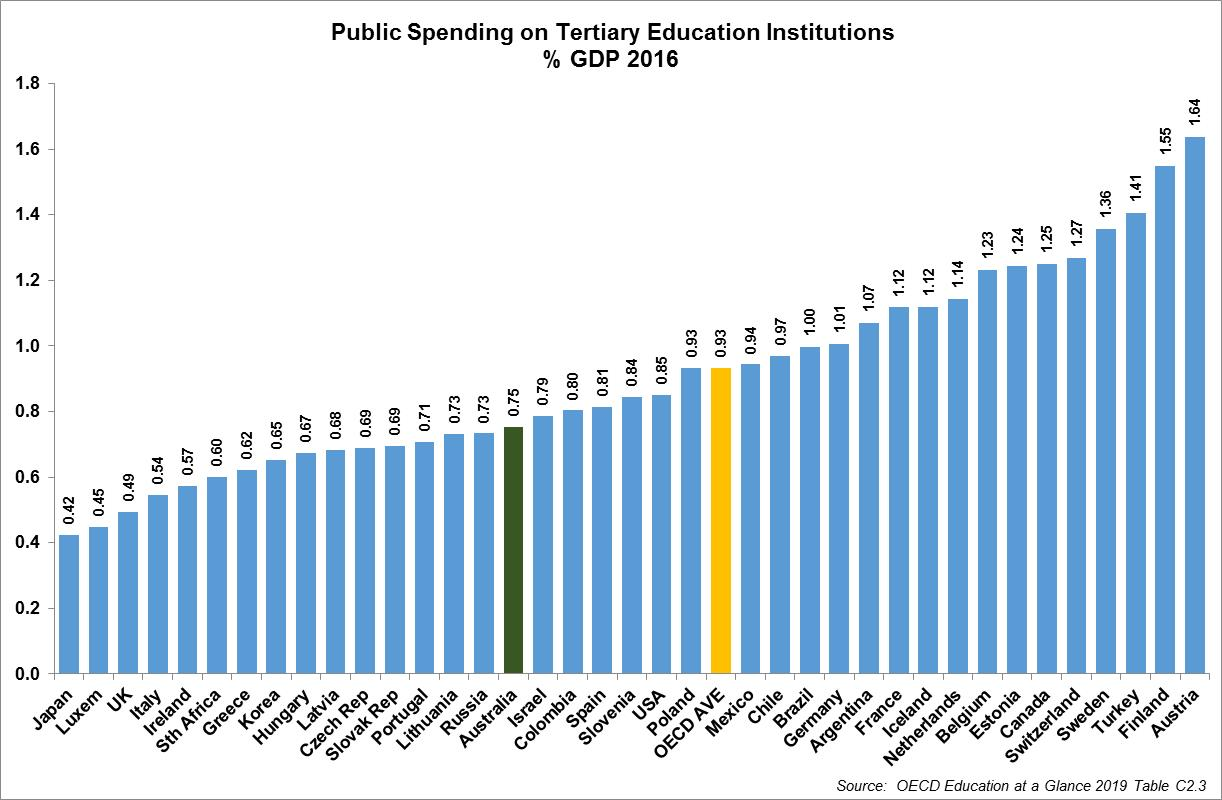 Public Spending on Tertiary Education Institutions
% GDP 2016
1.8
1.6
1.4
1.2
1.0
0.8
0.6
0.4
0.2
0.0
0.42
0.45
0.49
0.54
0.57
0.60
0.62
0.65
0.67
0.68
0.69
0.69
0.71
0.73
0.73
0.75
0.79
0.80
0.81
0.84
0.85
0.93
0.93
0.94
0.97
1.00
1.01
1.07
1.12
1.12
1.14
1.23
1.24
1.25
1.27
1.36
1.41
1.55
1.64
Japan
Luxem
UK
Italy
Ireland
Sth Africa
Greece
Korea
Hungary
Latvia
Czech Rep
Slovak Rep
Portugal
Lithuania
Russia
Australia
Israel
Colombia
Spain
Slovenia
USA
Poland
OECD AVE
Mexico
Chile
Brazil
Germany
Argentina
France
Iceland
Netherlands
Belgium
Estonia
Canada
Switzerland
Sweden
Turkey
Finland
Austria
Source: OECD Education at a Glance 2019 Table C2.3